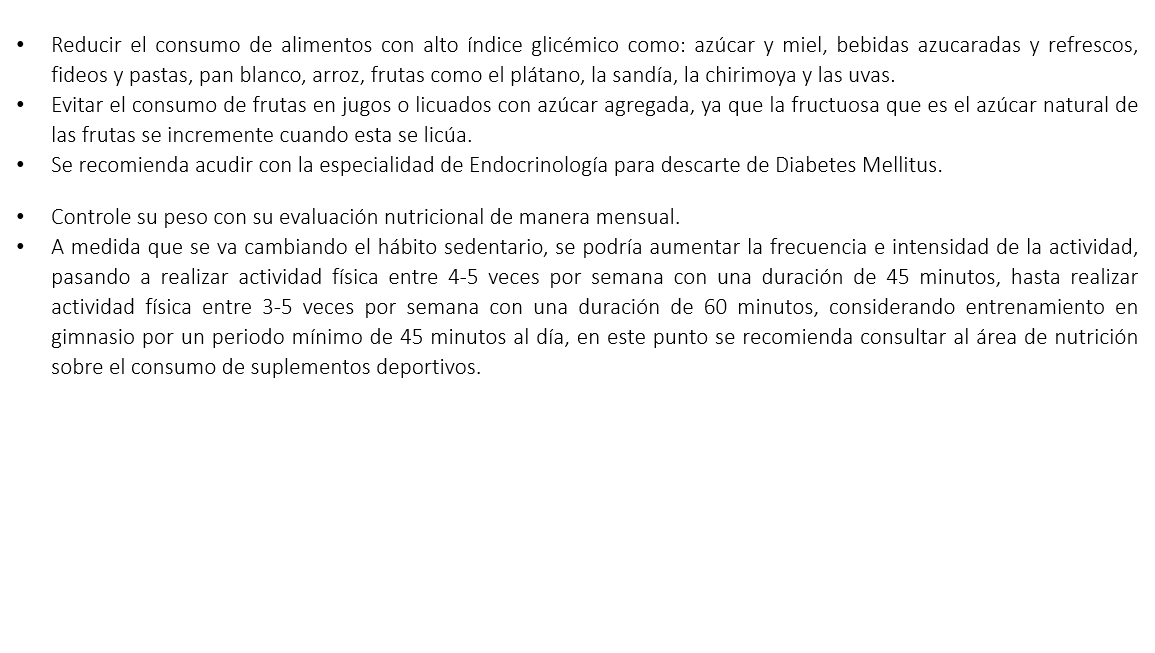 • Reducir el consumo de alimentos con alto índice glicémico como: azúcar y miel, bebidas azucaradas y refrescos,
fideos y pastas, pan blanco, arroz, frutas como el plátano, la sandía, la chirimoya y las uvas.
• Evitar el consumo de frutas en jugos o licuados con azúcar agregada, ya que la fructuosa que es el azúcar natural de
las frutas se incremente cuando esta se licúa.
• Se recomienda acudir con la especialidad de Endocrinología para descarte de Diabetes Mellitus.
• Controle su peso con su evaluación nutricional de manera mensual.
• A medida que se va cambiando el hábito sedentario, se podría aumentar la frecuencia e intensidad de la actividad,
pasando a realizar actividad física entre 4-5 veces por semana con una duración de 45 minutos, hasta realizar
actividad física entre 3-5 veces por semana con una duración de 60 minutos, considerando entrenamiento en
gimnasio por un periodo mínimo de 45 minutos al día, en este punto se recomienda consultar al área de nutrición
sobre el consumo de suplementos deportivos.